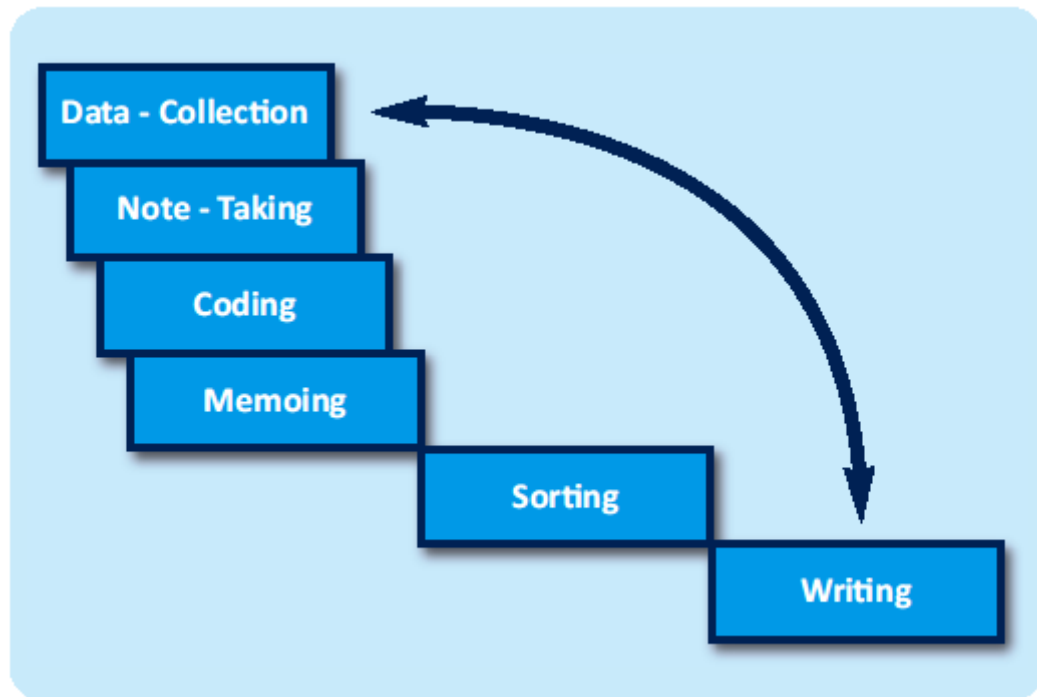 Data - Collection
Note - Taking
Coding
Memoing
Sorting
Writing